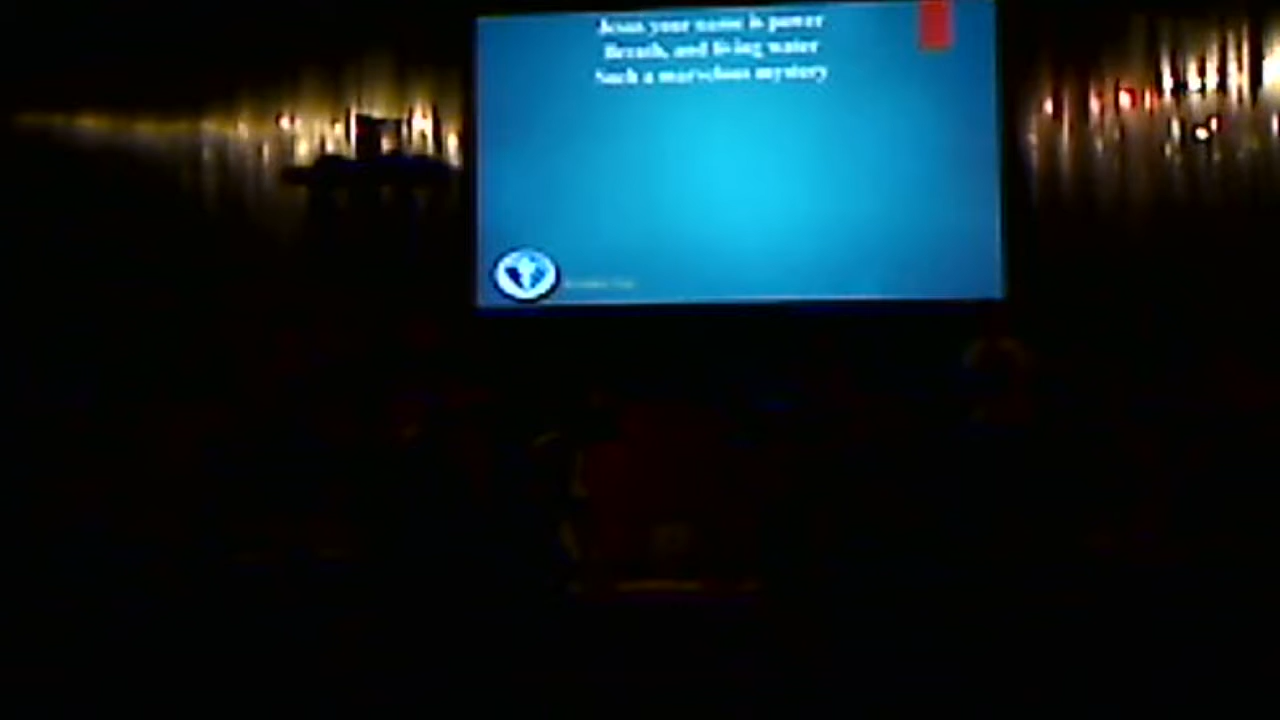 Jesus your name is power
Breath, and living water
Such a marvelous mystery